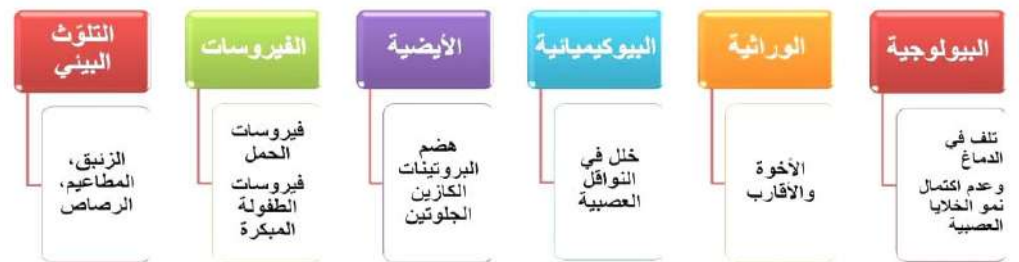 البيولوجية
تلف في
الدماغ
وعدم اكتمال
نمو الخلايا
العصبية
الوراثية
الأخوة
والأقارب
البيوكيميائية
خلل في
النواقل
العصبية
الأيضية
هضم
البروتينات
الكازين
الجلوتين
الفيروسات
فيروسات
الحمل
فيروسات
الطفولة
المبكرة
التلوّث
البيئي
الزئبق،
المطاعيم،
الرصاص